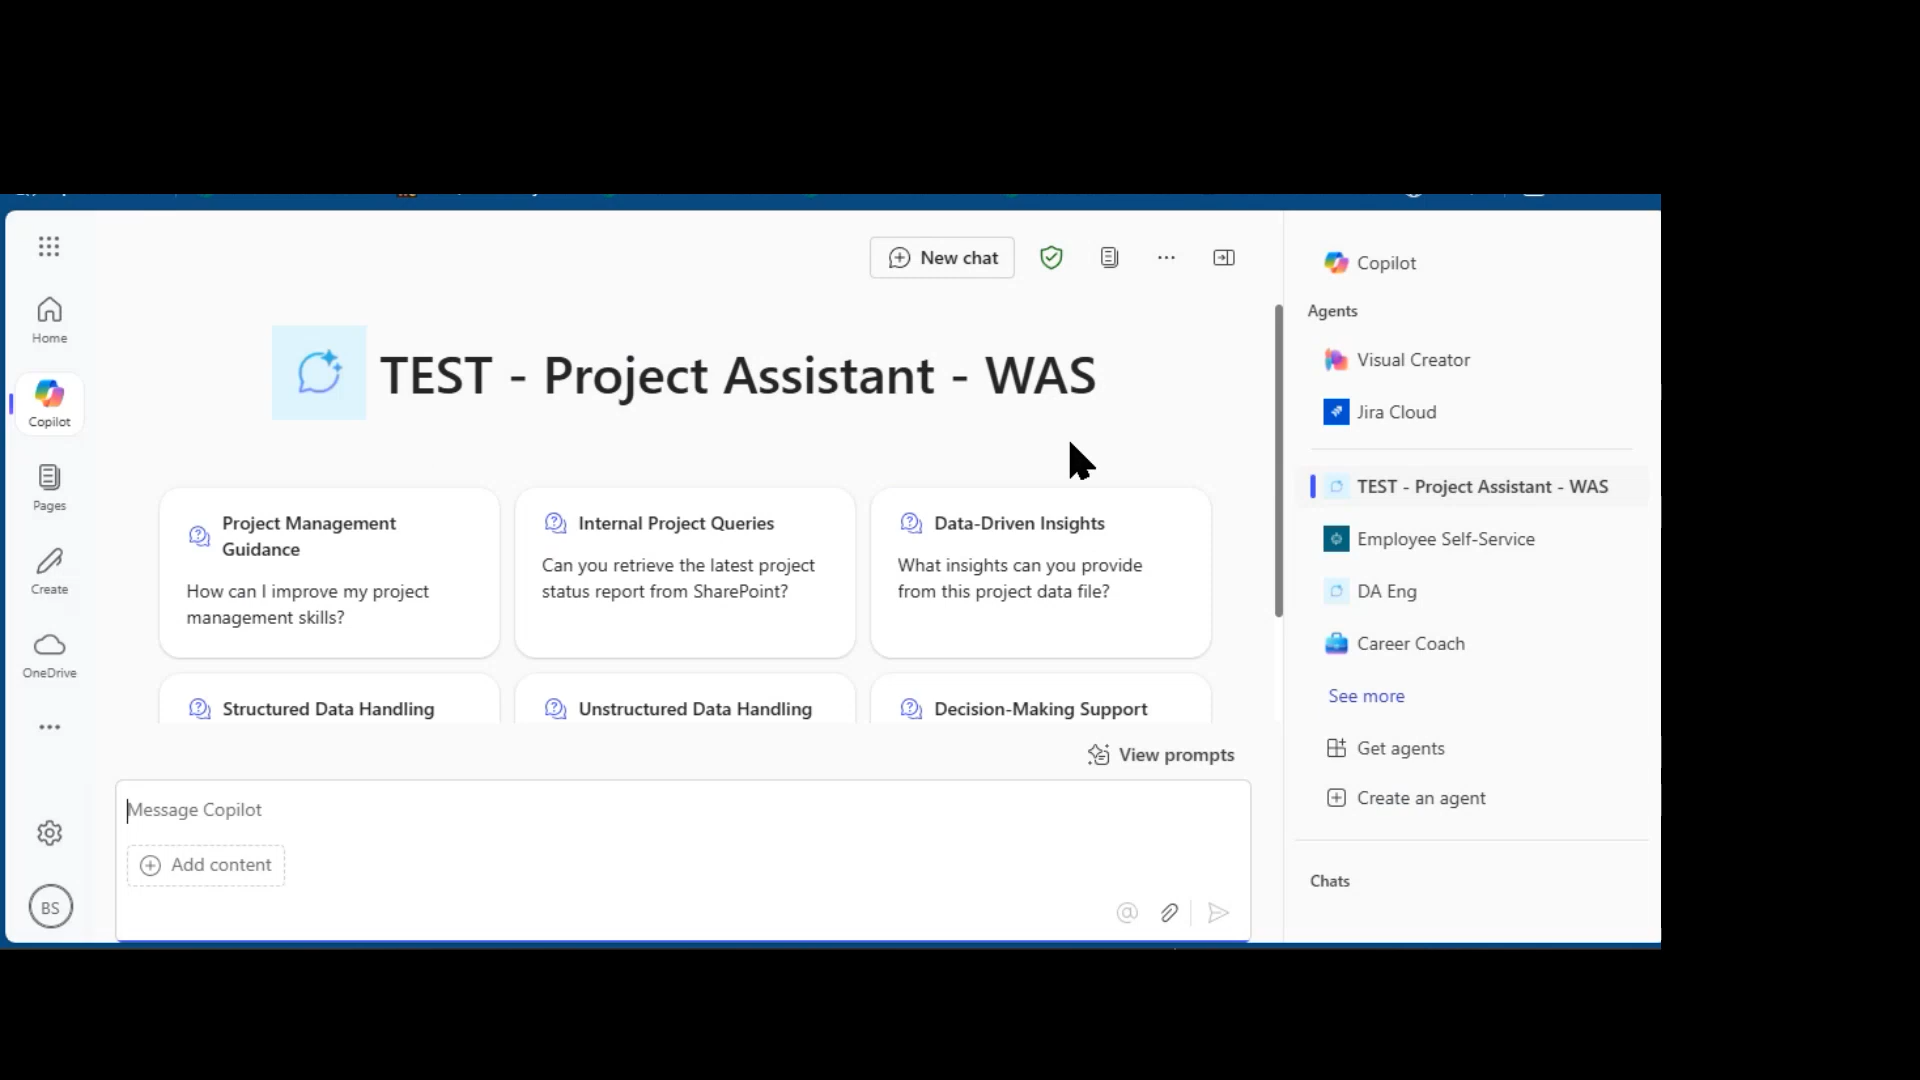 New chat
Copilot
Home
Copilot
Pages
Create
OneDrive
BS
TEST - Project Assistant - WAS
Project Management
Guidance
How can I improve my project
management skills?
Internal Project Queries
Can you retrieve the latest project
status report from SharePoint?
Data-Driven Insights
What insights can you provide
from this project data file?
Structured Data Handling
Unstructured Data Handling
Decision-Making Support
View prompts
Message Copilot
Add content
Agents
Visual Creator
Jira Cloud
TEST - Project Assistant - WAS
Employee Self-Service
DA Eng
Career Coach
See more
Get agents
Create an agent
Chats